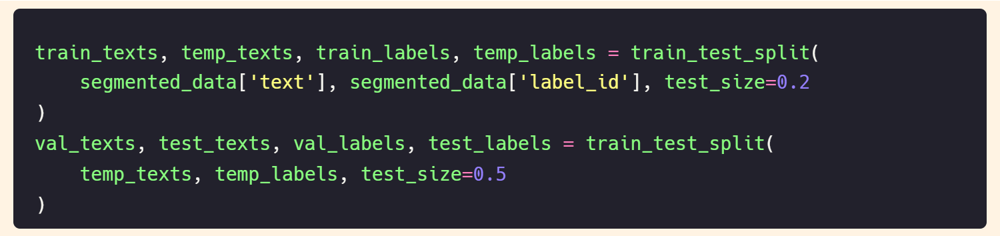 train_texts, temp_texts, train_labels, temp_labels = train_test_split(
    segmented_data['text'], segmented_data['label_id'], test_size=0.2
)
val_texts, test_texts, val_labels, test_labels = train_test_split(
    temp_texts, temp_labels, test_size=0.5
)